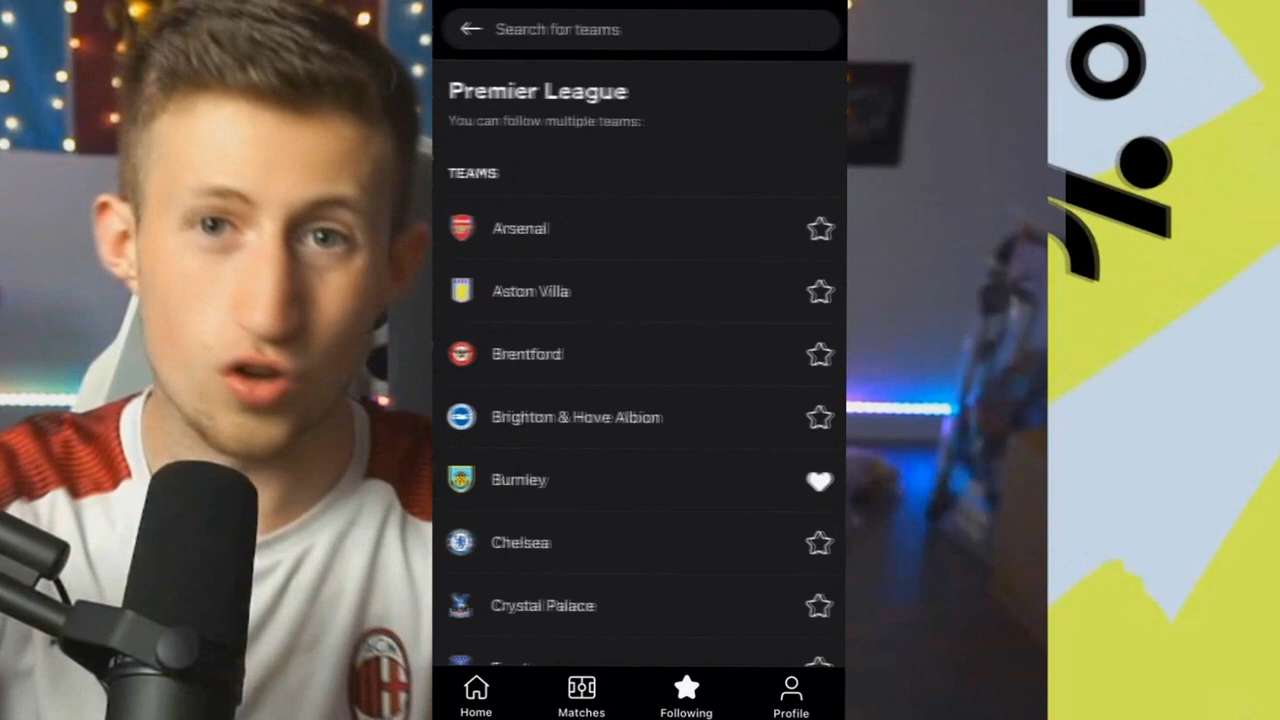 Search for teams
Premier League
You can follow multiple teams.
TEAMS
Arsenal
Aston Villa
Brentford
Brighton & Hove Albion
Burnley
Chelsea
Crystal Palace
Home
Matches
Following
Profile
% o